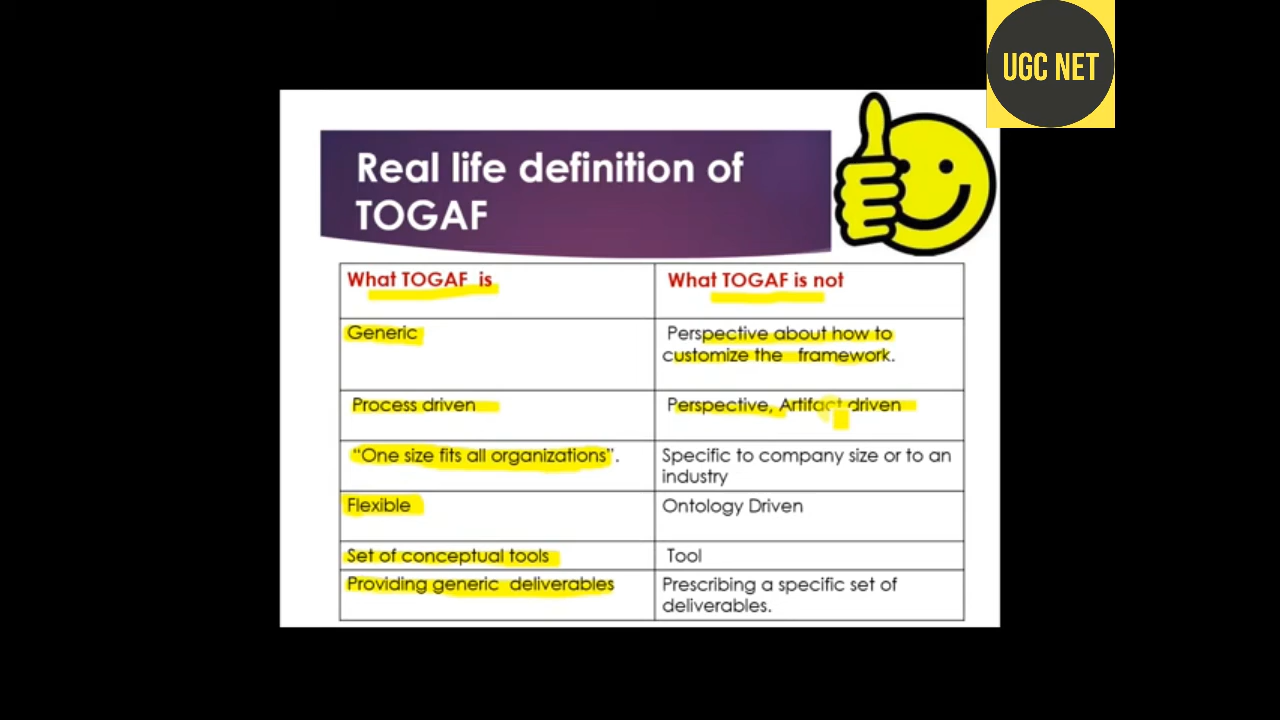 UGC NET
Real life definition of
TOGAF
What TOGAF is
What TOGAF is not
Generic
Perspective about how to
customize the framework.
Process driven
Perspective, Artifact driven
“One size fits all organizations”.
Specific to company size or to an
industry
Flexible
Ontology Driven
Set of conceptual tools
Tool
Providing generic deliverables
Prescribing a specific set of
deliverables.